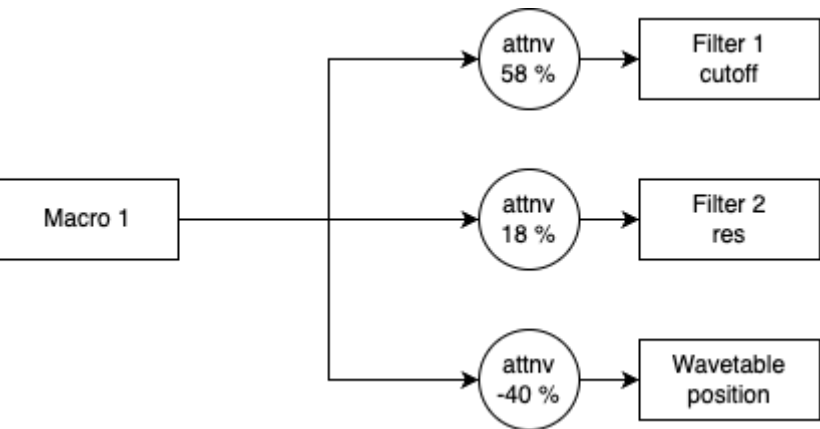 attnv
58 %
Filter 1
cutoff
Macro 1
attnv
18 %
Filter 2
res
attnv
-40 %
Wavetable
position